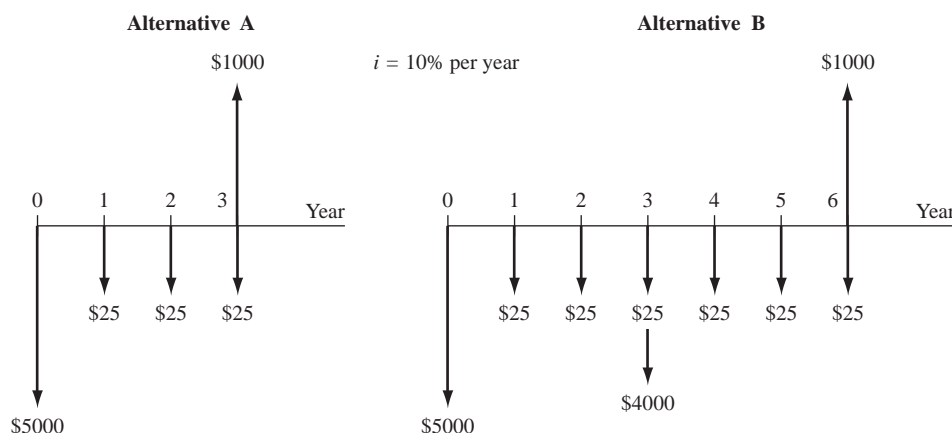 Alternative A
Alternative B
$1000
i = 10% per year
$1000
0 1 2 3 Year
0 1 2 3 4 5 6 Year
$25 $25 $25
$25 $25 $25 $25 $25 $25
$4000
$5000
$5000